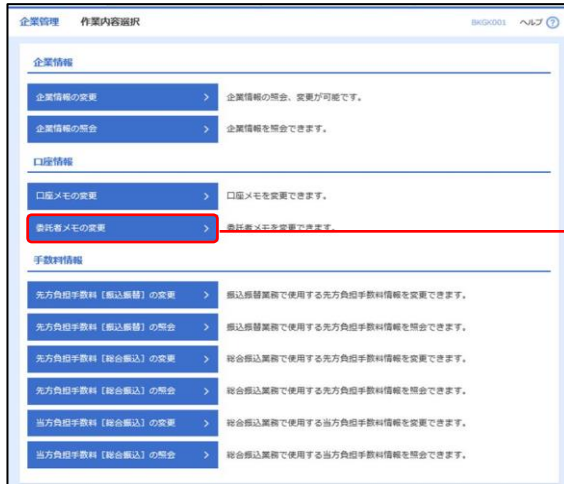 企業管理 作業内容選択 BKGK001 ヘルプ ?
企業情報
企業情報の変更 > 企業情報の照会、変更が可能です。
企業情報の照会 > 企業情報を照会できます。
口座情報
口座メモの変更 > 口座メモを変更できます。
委託者メモの変更 > 委託者メモを変更できます。
手数料情報
先方負担手数料［振込振替］の変更 > 振込振替業務で使用する先方負担手数料情報を変更できます。
先方負担手数料［振込振替］の照会 > 振込振替業務で使用する先方負担手数料情報を照会できます。
先方負担手数料［総合振込］の変更 > 総合振込業務で使用する先方負担手数料情報を変更できます。
先方負担手数料［総合振込］の照会 > 総合振込業務で使用する先方負担手数料情報を照会できます。
当方負担手数料［総合振込］の変更 > 総合振込業務で使用する当方負担手数料情報を変更できます。
当方負担手数料［総合振込］の照会 > 総合振込業務で使用する当方負担手数料情報を照会できます。